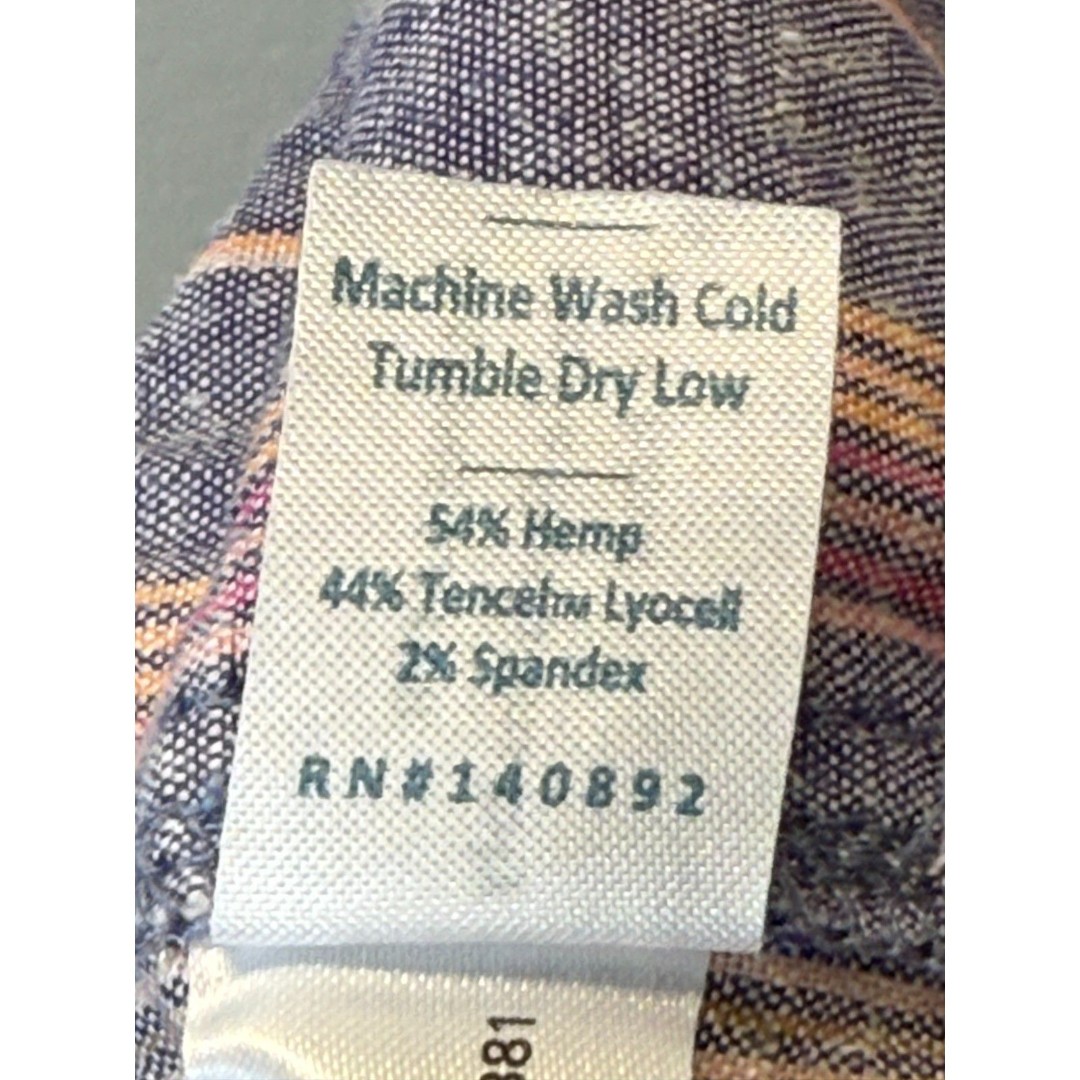 Machine Wash Cold
Tumble Dry Low
54% Hemp
44% Tencel™ Lyocell
2% Spandex
RN#140892